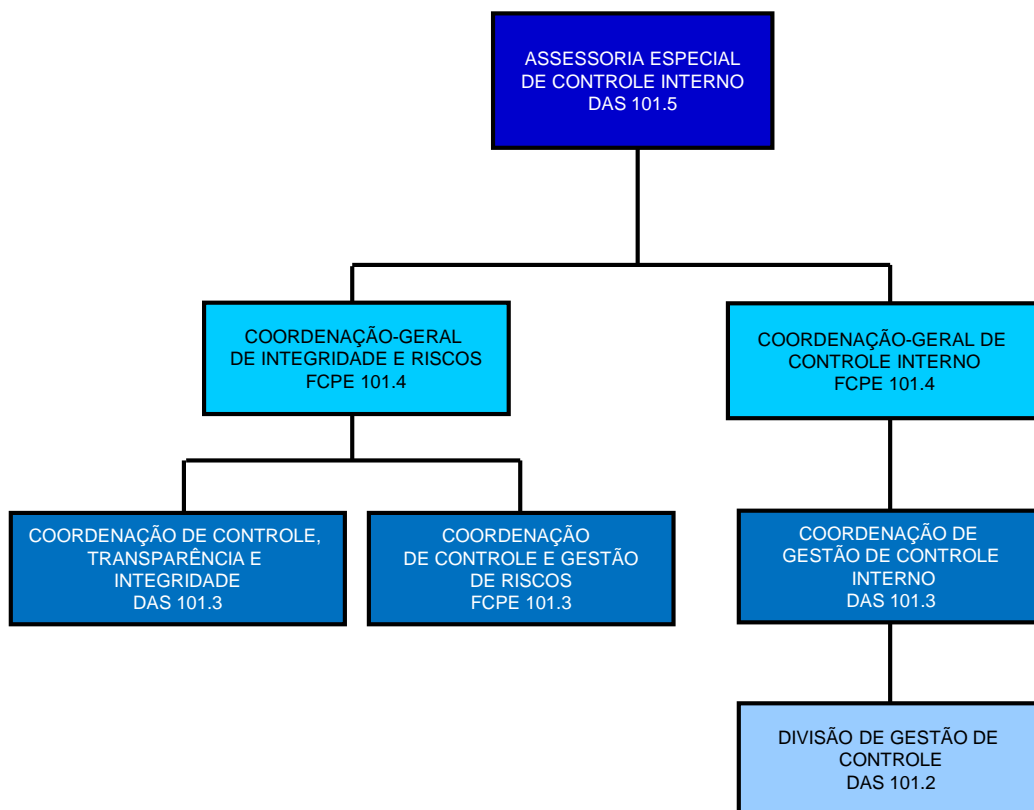 ASSESSORIA ESPECIAL
DE CONTROLE INTERNO
DAS 101.5
COORDENAÇÃO-GERAL
DE INTEGRIDADE E RISCOS
FCPE 101.4
COORDENAÇÃO-GERAL DE
CONTROLE INTERNO
FCPE 101.4
COORDENAÇÃO DE CONTROLE,
TRANSPARÊNCIA E
INTEGRIDADE
DAS 101.3
COORDENAÇÃO
DE CONTROLE E GESTÃO
DE RISCOS
FCPE 101.3
COORDENAÇÃO DE
GESTÃO DE CONTROLE
INTERNO
DAS 101.3
DIVISÃO DE GESTÃO DE
CONTROLE
DAS 101.2